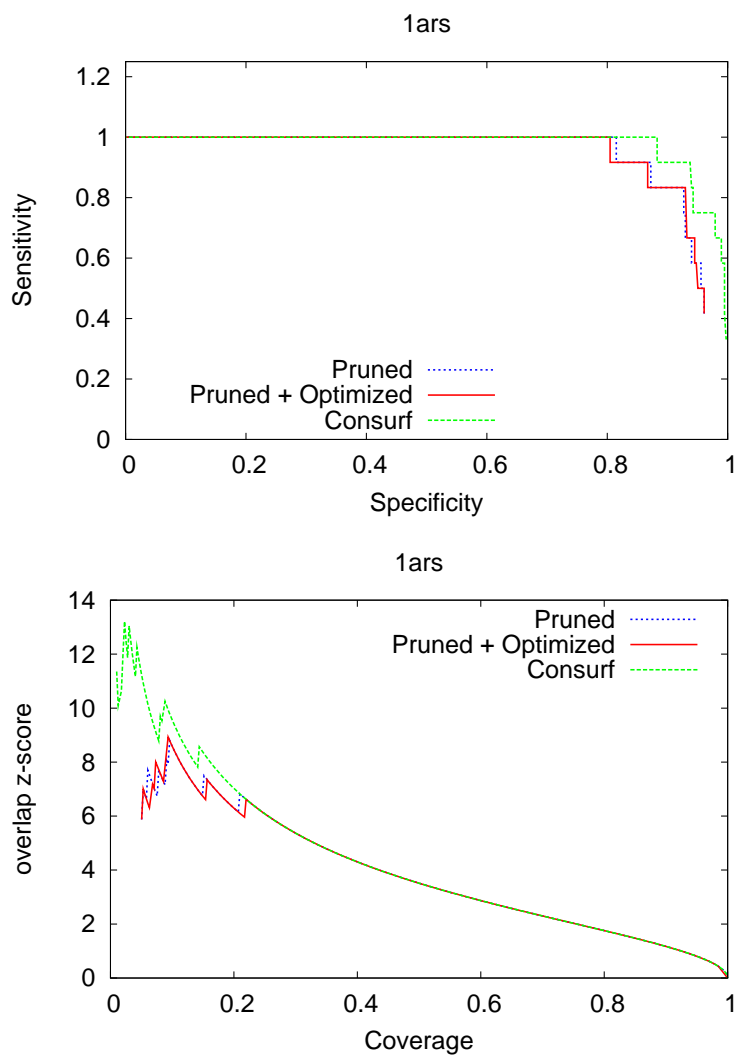 1ars
1.2
1
0.8
0.6
0.4
0.2
0
Sensitivity
Pruned
Pruned + Optimized
Consurf
0 0.2 0.4 0.6 0.8 1
Specificity
1ars
14
12
10
8
6
4
2
0
overlap z-score
Pruned
Pruned + Optimized
Consurf
0 0.2 0.4 0.6 0.8 1
Coverage